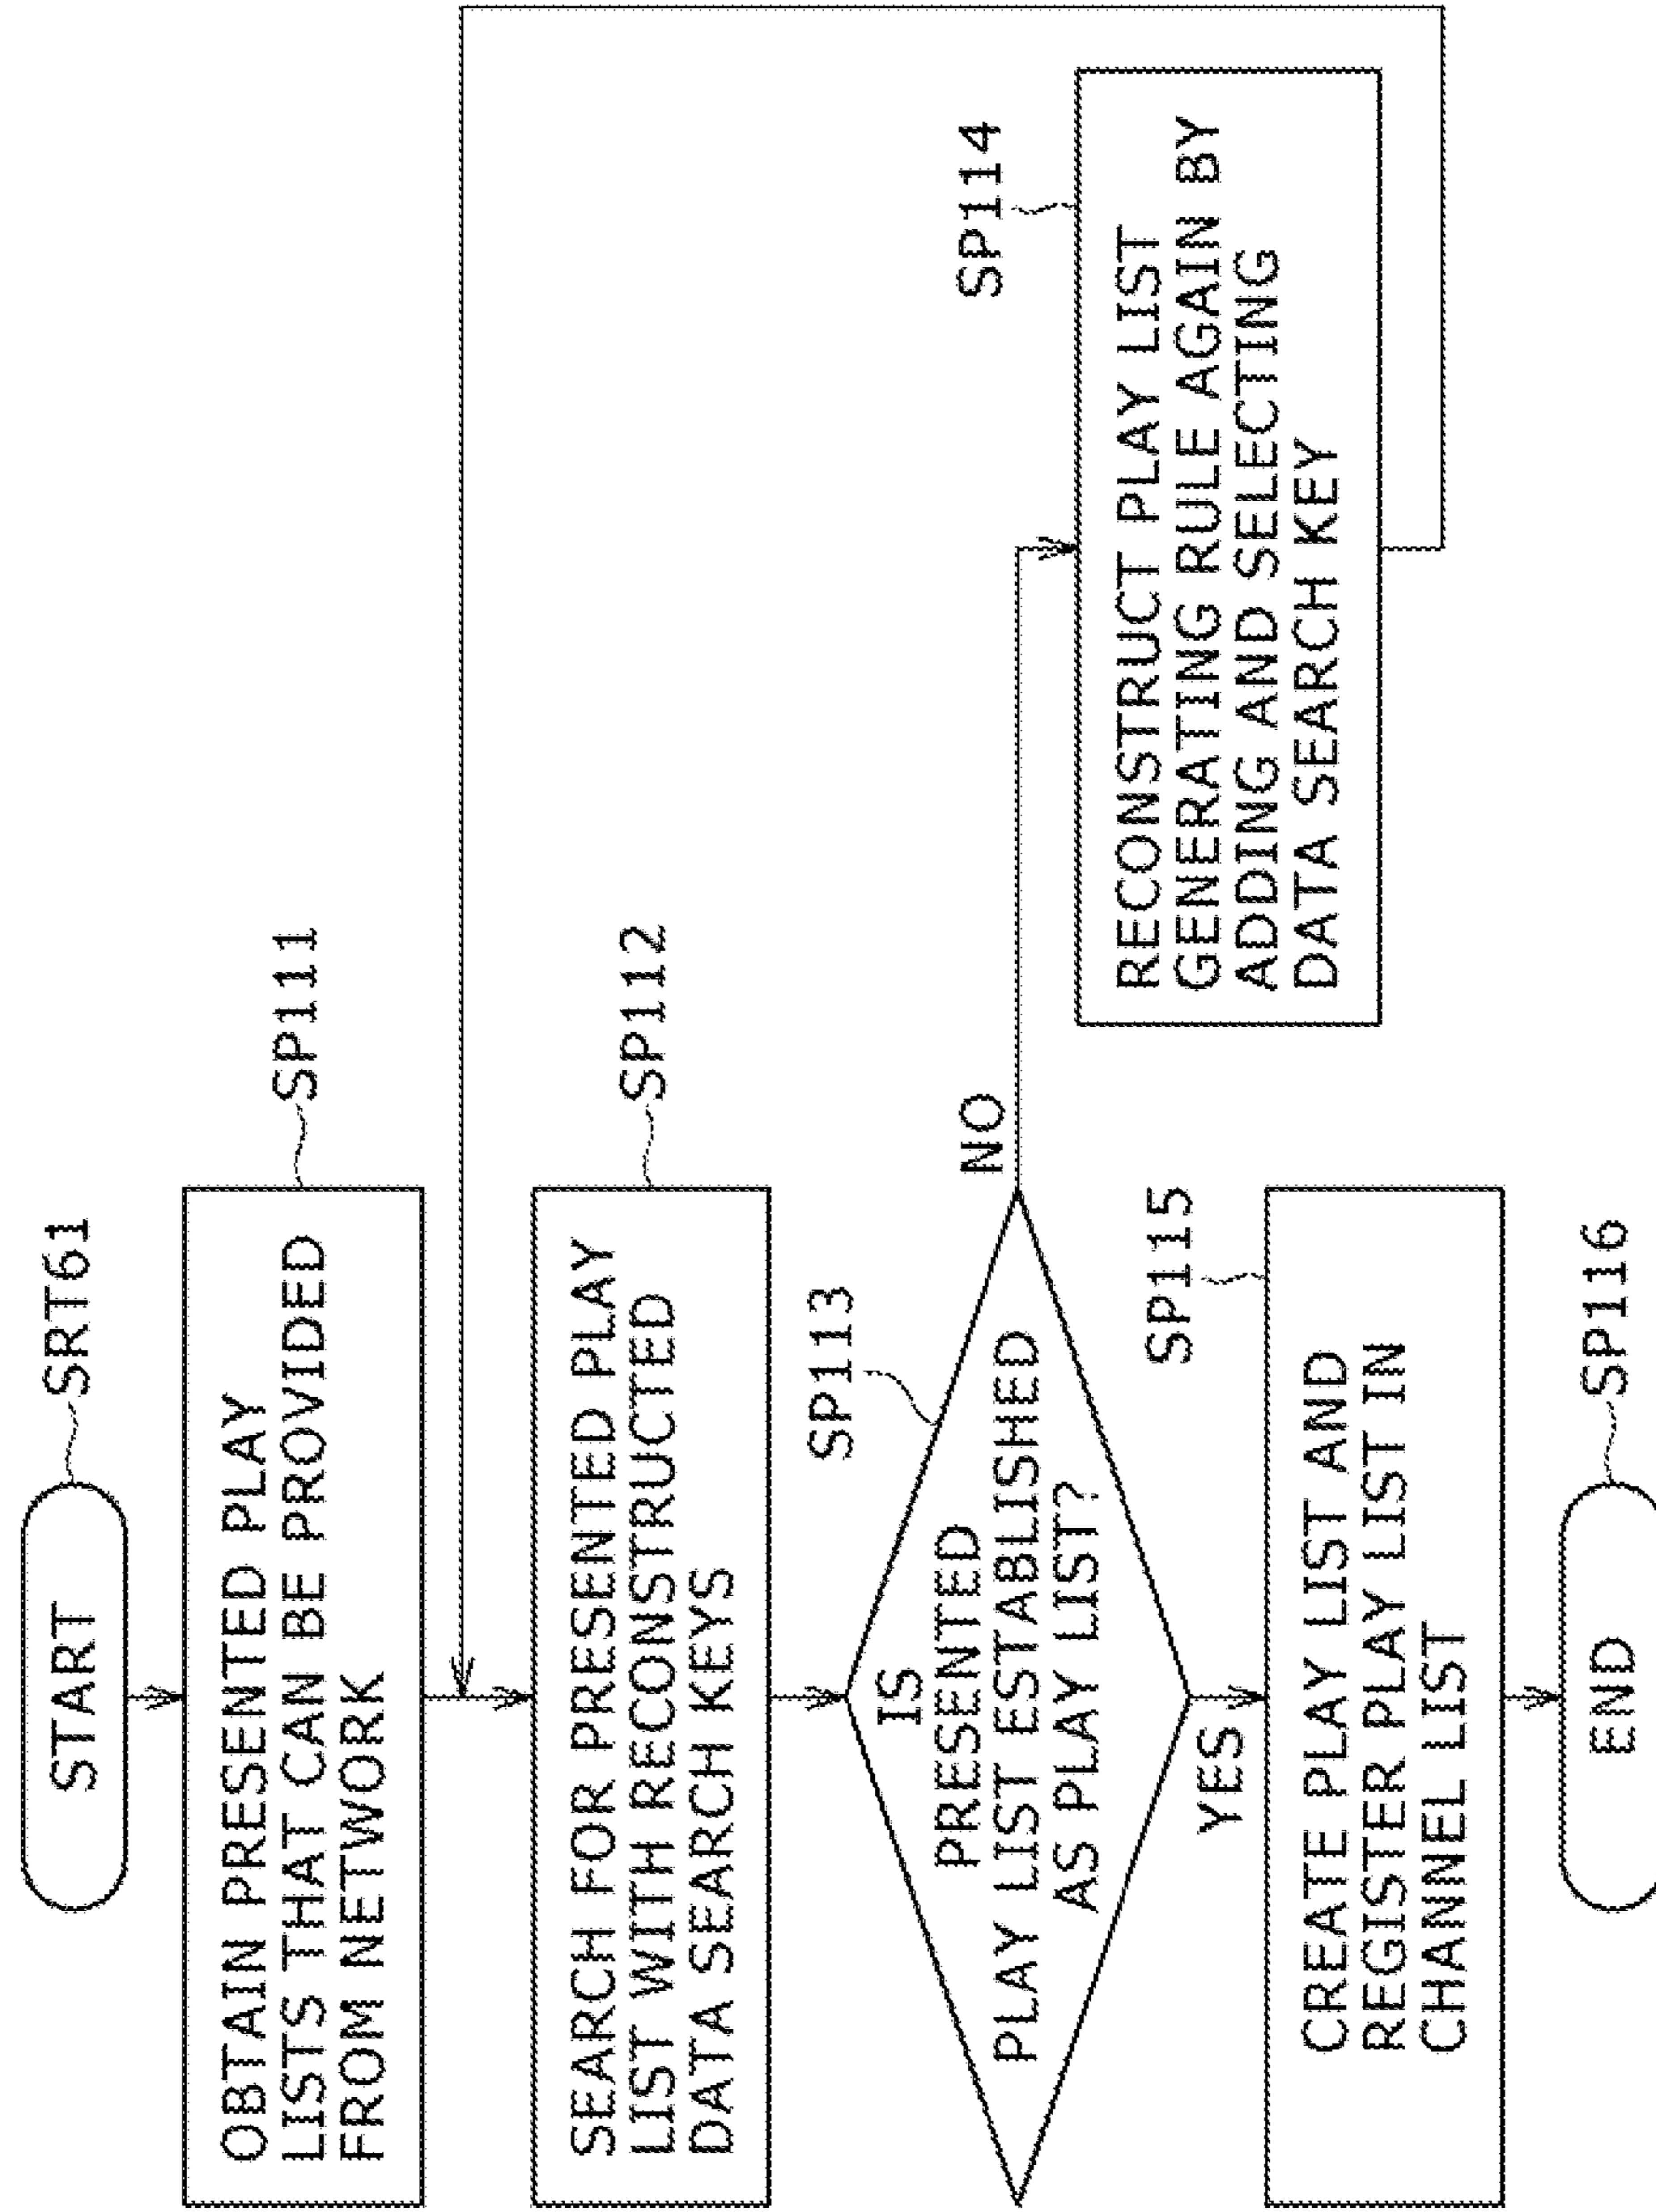 START
SRT61
OBTAIN PRESENTED PLAY
LISTS THAT CAN BE PROVIDED
FROM NETWORK
SP111
SEARCH FOR PRESENTED PLAY
LIST WITH RECONSTRUCTED
DATA SEARCH KEYS
SP112
SP113
IS
PRESENTED
PLAY LIST ESTABLISHED
AS PLAY LIST?
NO
YES
SP114
RECONSTRUCT PLAY LIST
GENERATING RULE AGAIN BY
ADDING AND SELECTING
DATA SEARCH KEY
SP115
CREATE PLAY LIST AND
REGISTER PLAY LIST IN
CHANNEL LIST
END
SP116